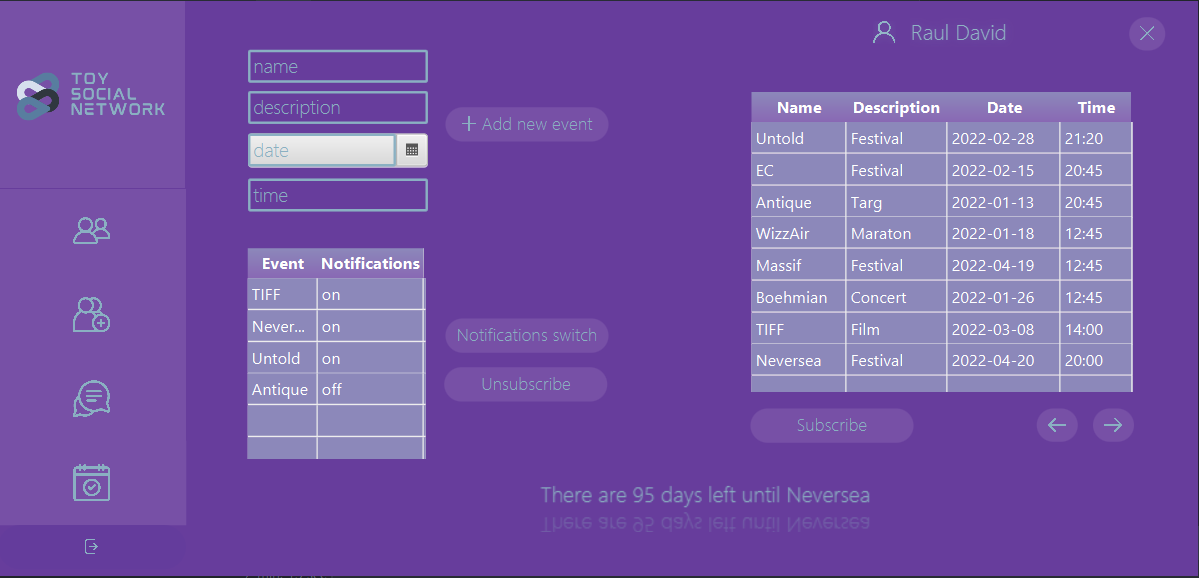 TOY
SOCIAL
NETWORK
Raul David
name
description
date
time
+ Add new event
Event Notifications
TIFF on
Never... on
Untold on
Antique off
Notifications switch
Unsubscribe
Name Description Date Time
Untold Festival 2022-02-28 21:20
EC Festival 2022-02-15 20:45
Antique Targ 2022-01-13 20:45
WizzAir Maraton 2022-01-18 12:45
Massif Festival 2022-04-19 12:45
Boehmian Concert 2022-01-26 12:45
TIFF Film 2022-03-08 14:00
Neversea Festival 2022-04-20 20:00
Subscribe
There are 95 days left until Neversea